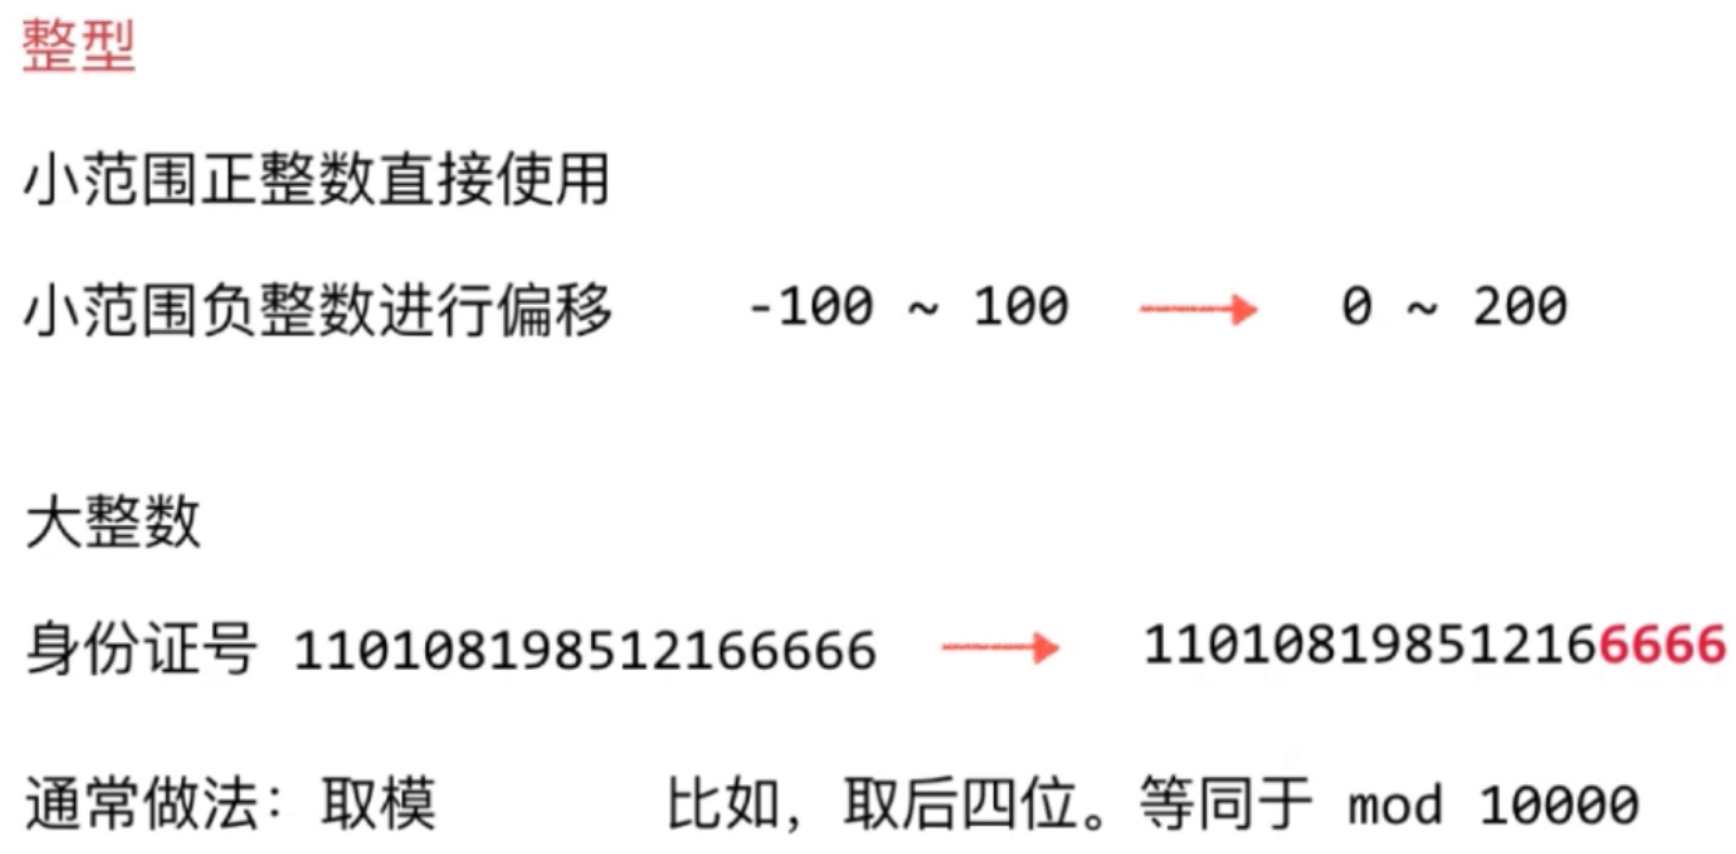 整型
小范围正整数直接使用
小范围负整数进行偏移 -100 ~ 100 0 ~ 200
大整数
身份证号 110108198512166666 110108198512166666
通常做法：取模 比如，取后四位。等同于 mod 10000